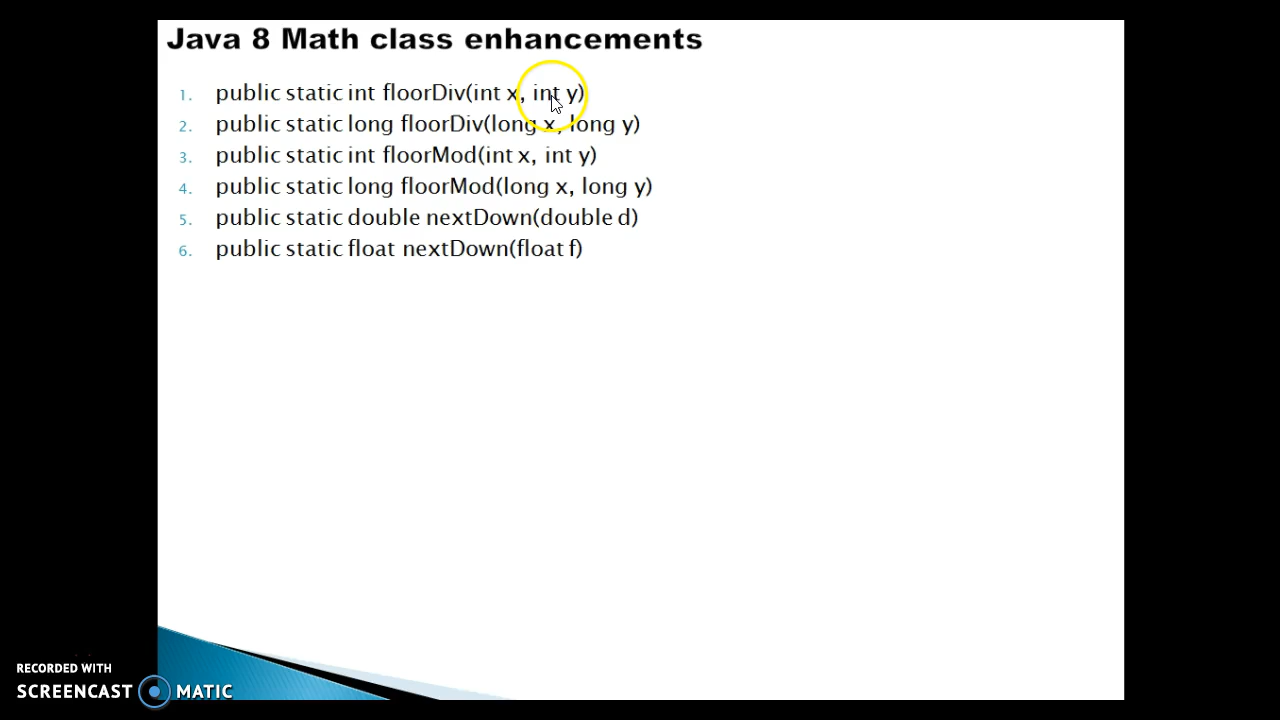 Java 8 Math class enhancements
1. public static int floorDiv(int x, int y)
2. public static long floorDiv(long x, long y)
3. public static int floorMod(int x, int y)
4. public static long floorMod(long x, long y)
5. public static double nextDown(double d)
6. public static float nextDown(float f)
RECORDED WITH
SCREENCAST MATIC